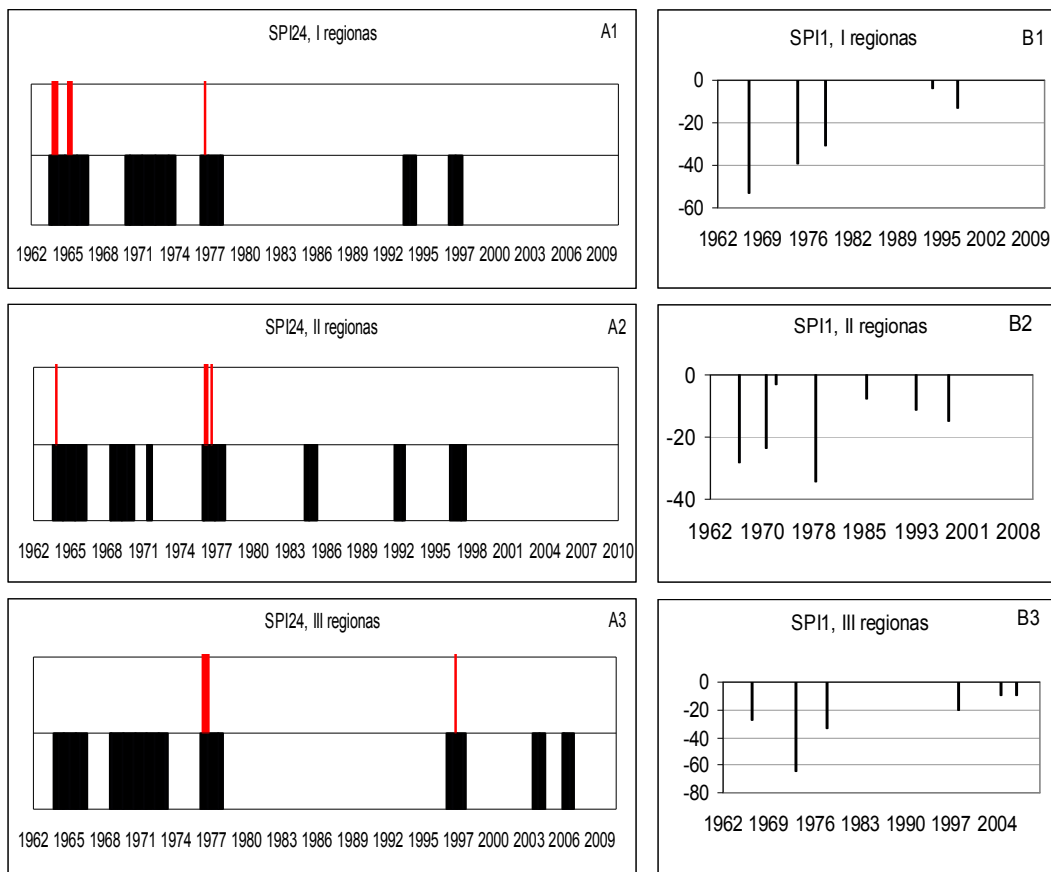 SPI24, I regionas
A1
1962 1965 1968 1971 1974 1977 1980 1983 1986 1989 1992 1995 1997 2000 2003 2006 2009
SPI1, I regionas
B1
0
-20
-40
-60
1962 1969 1976 1982 1989 1995 2002 2009
SPI24, II regionas
A2
1962 1965 1968 1971 1974 1977 1980 1983 1986 1989 1992 1995 1998 2001 2004 2007 2010
SPI1, II regionas
B2
0
-20
-40
1962 1970 1978 1985 1993 2001 2008
SPI24, III regionas
A3
1962 1965 1968 1971 1974 1977 1980 1983 1986 1989 1992 1995 1997 2000 2003 2006 2009
SPI1, III regionas
B3
0
-20
-40
-60
-80
1962 1969 1976 1983 1990 1997 2004